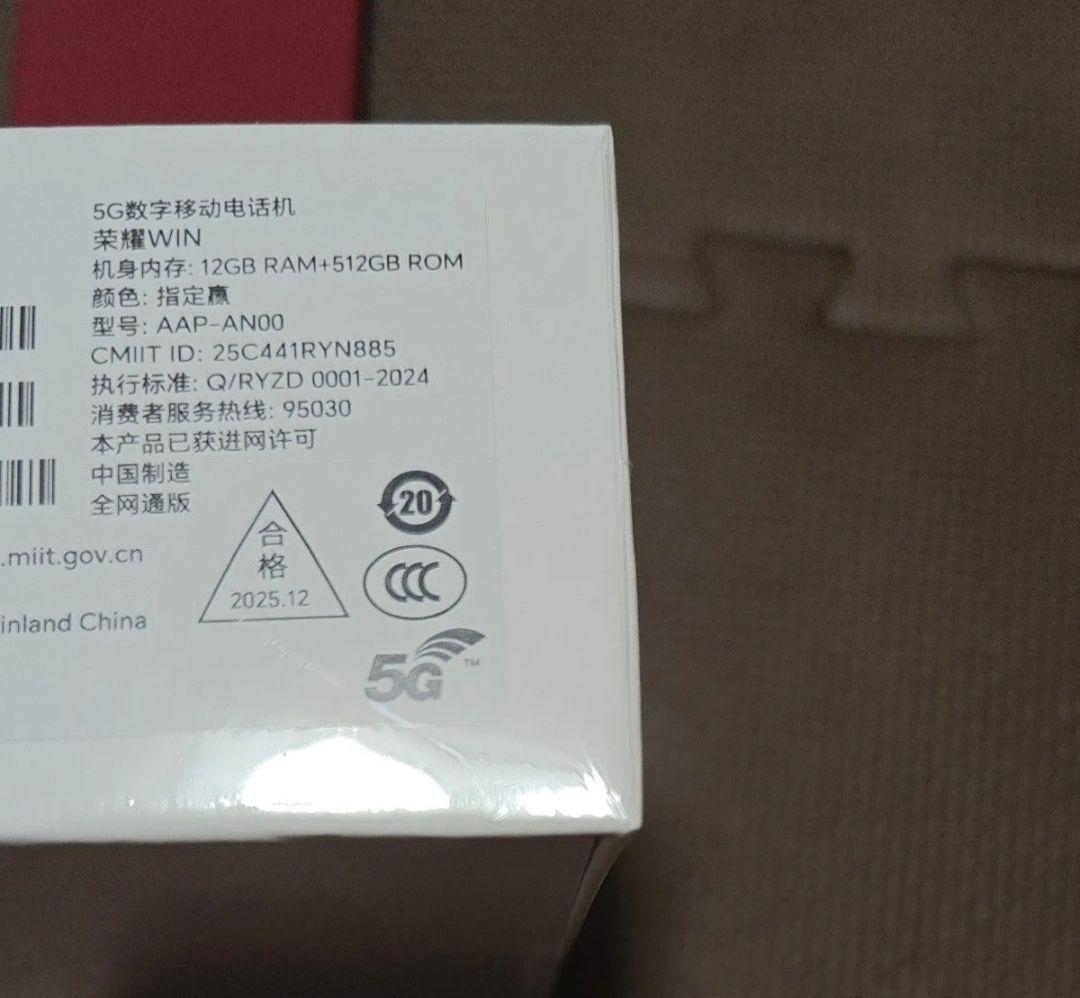 5G数字移动电话机
荣耀WIN
机身内存: 12GB RAM+512GB ROM
颜色: 指定赢
型号: AAP-AN00
CMIIT ID: 25C441RYN885
执行标准: Q/RYZD 0001-2024
消费者服务热线: 95030
本产品已获进网许可
中国制造
全网通版
.miit.gov.cn
inland China
合
格
2025.12
20
CCC
5G™